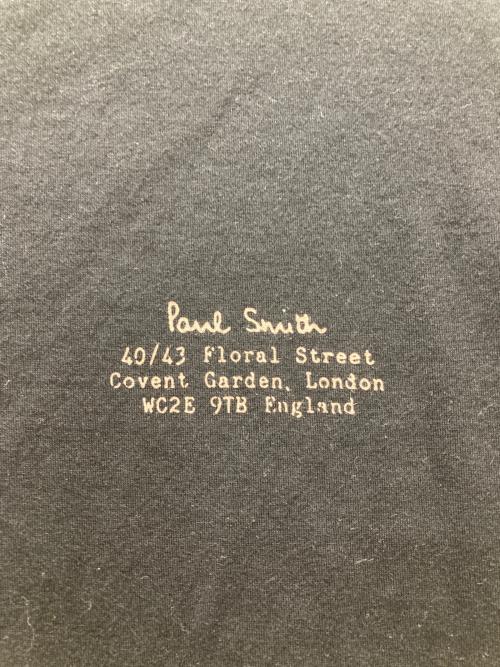 Paul Smith
40/43 Floral Street
Covent Garden, London
WC2E 9TB England